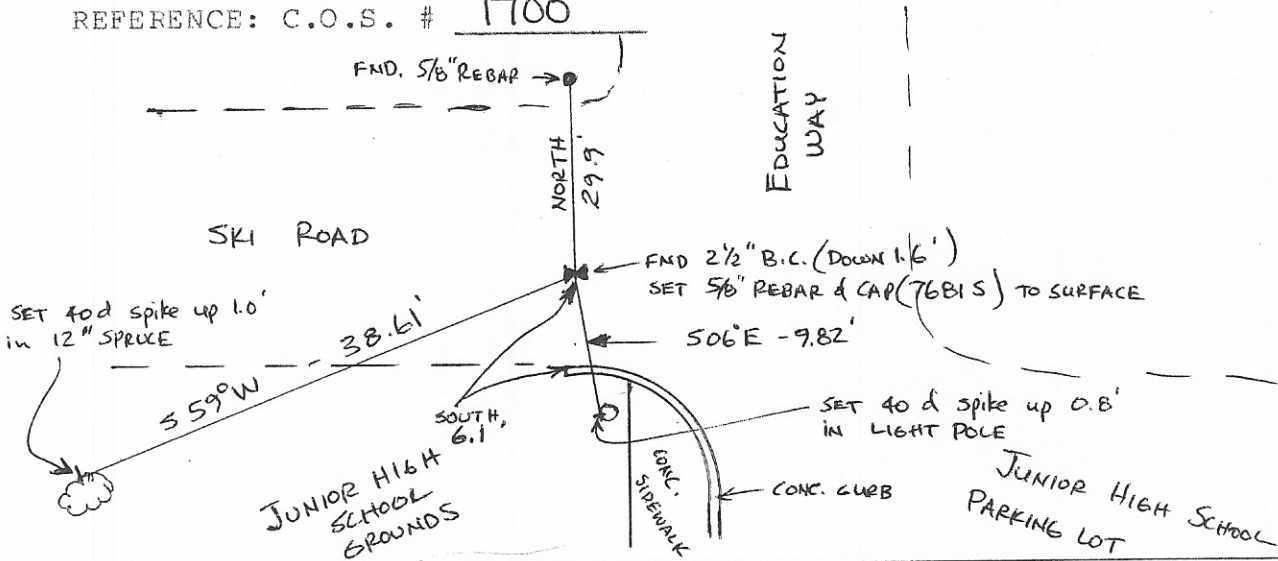 REFERENCE: C.O.S. # 1700
FND. 5/8" REBAR
EDUCATION
WAY
NORTH
29.9'
SKI ROAD
FND 2½" B.C. (DOWN 1.6')
SET 5/8" REBAR & CAP (7681 S) TO SURFACE
SET 40d spike up 1.0'
in 12" SPRUCE
38.61'
S 59° W
S06°E - 9.82'
SOUTH,
6.1'
SET 40 d spike up 0.8'
IN LIGHT POLE
JUNIOR HIGH
SCHOOL
GROUNDS
CONC.
SIDEWALK
CONC. CURB
JUNIOR HIGH SCHOOL
PARKING LOT